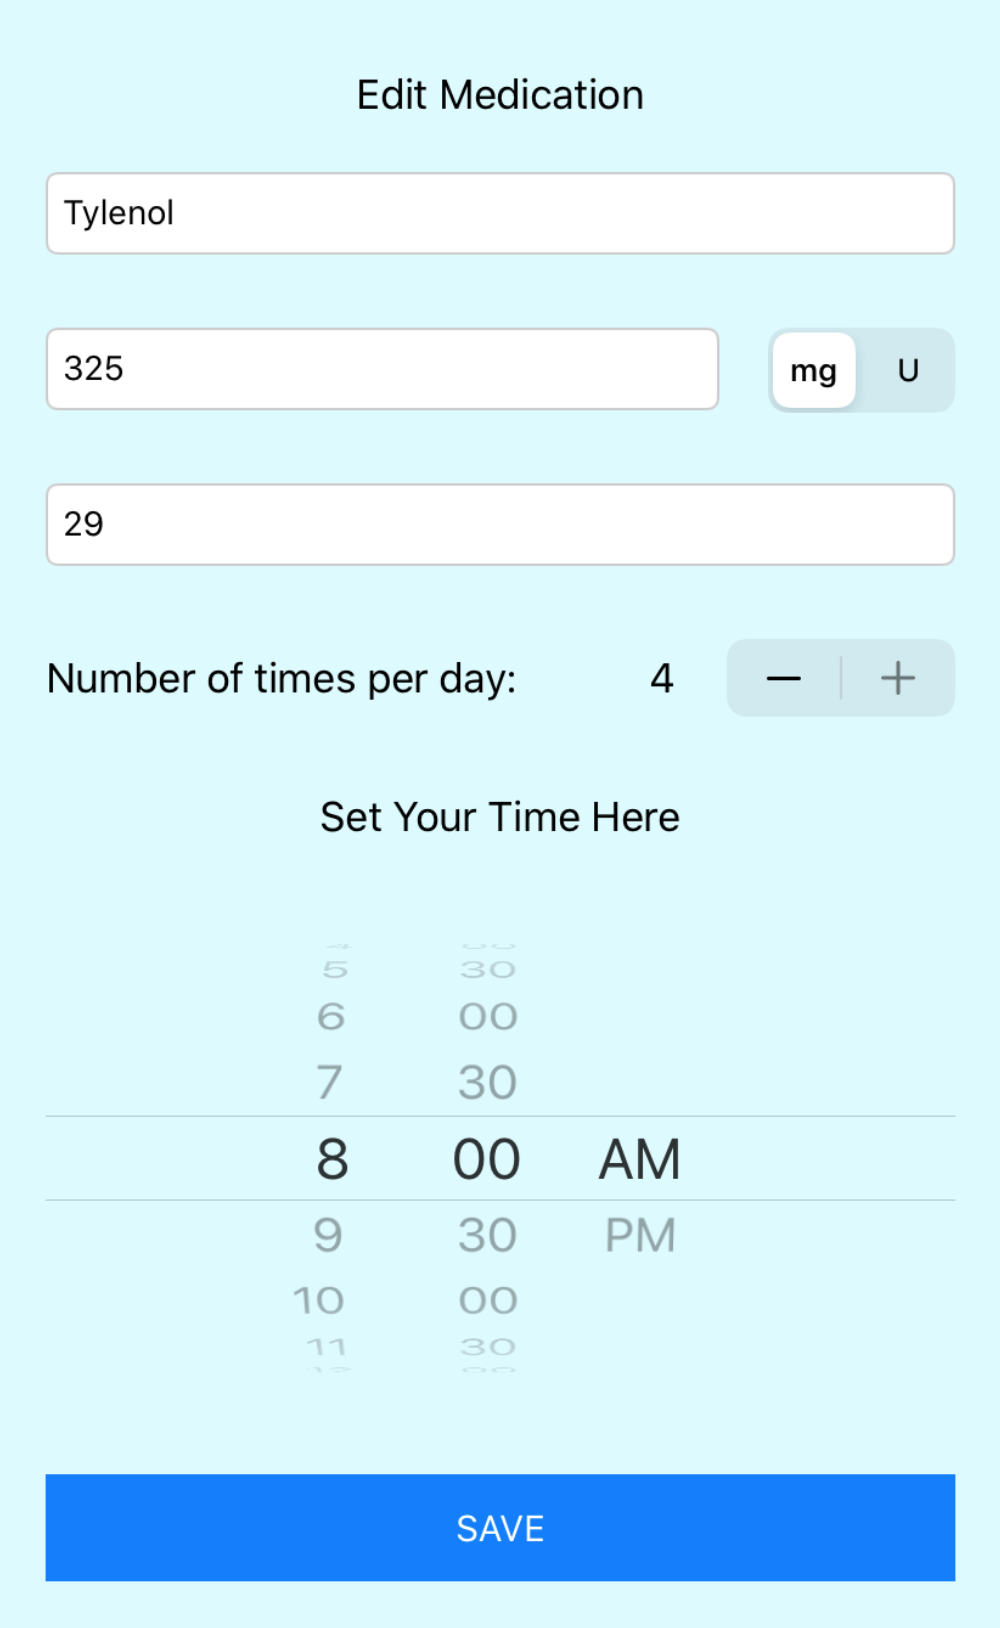 Edit Medication
Tylenol
325 mg U
29
Number of times per day: 4 − +
Set Your Time Here
5 30
6 00
7 30
8 00 AM
9 30 PM
10 00
11 30
SAVE